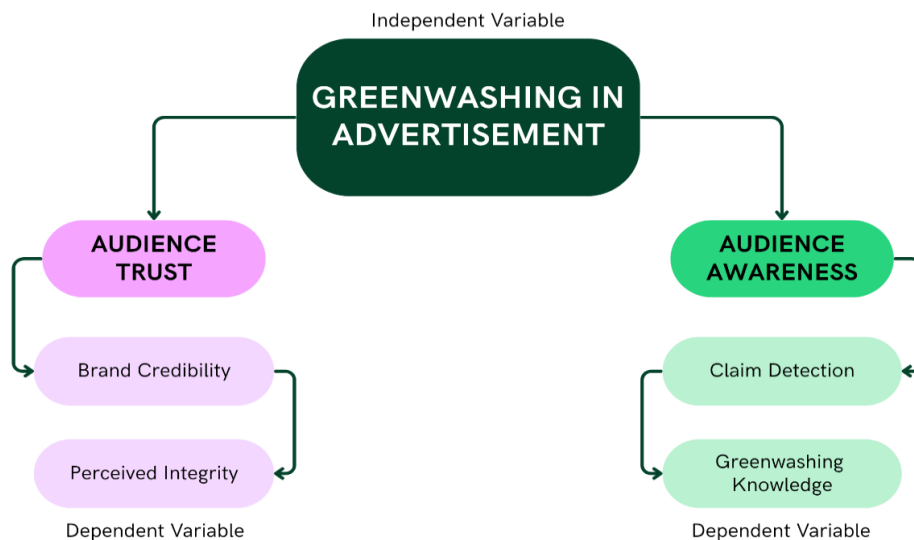 Independent Variable
GREENWASHING IN
ADVERTISEMENT
AUDIENCE
TRUST
AUDIENCE
AWARENESS
Brand Credibility
Claim Detection
Perceived Integrity
Greenwashing
Knowledge
Dependent Variable
Dependent Variable